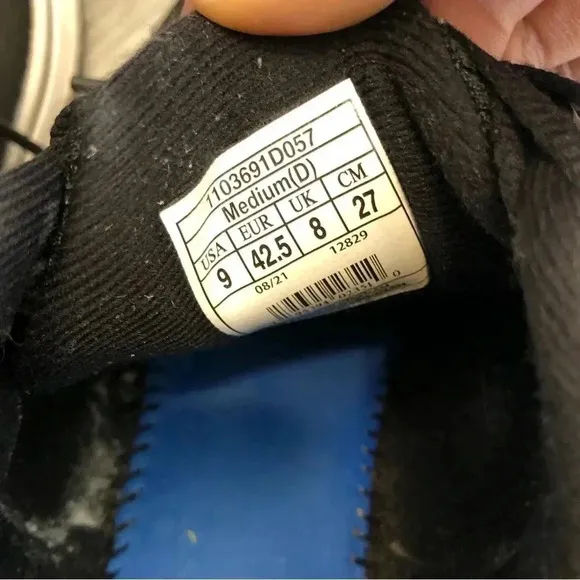 1103691D057
Medium(D)
USA EUR UK CM
9 42.5 8 27
08/21 12829